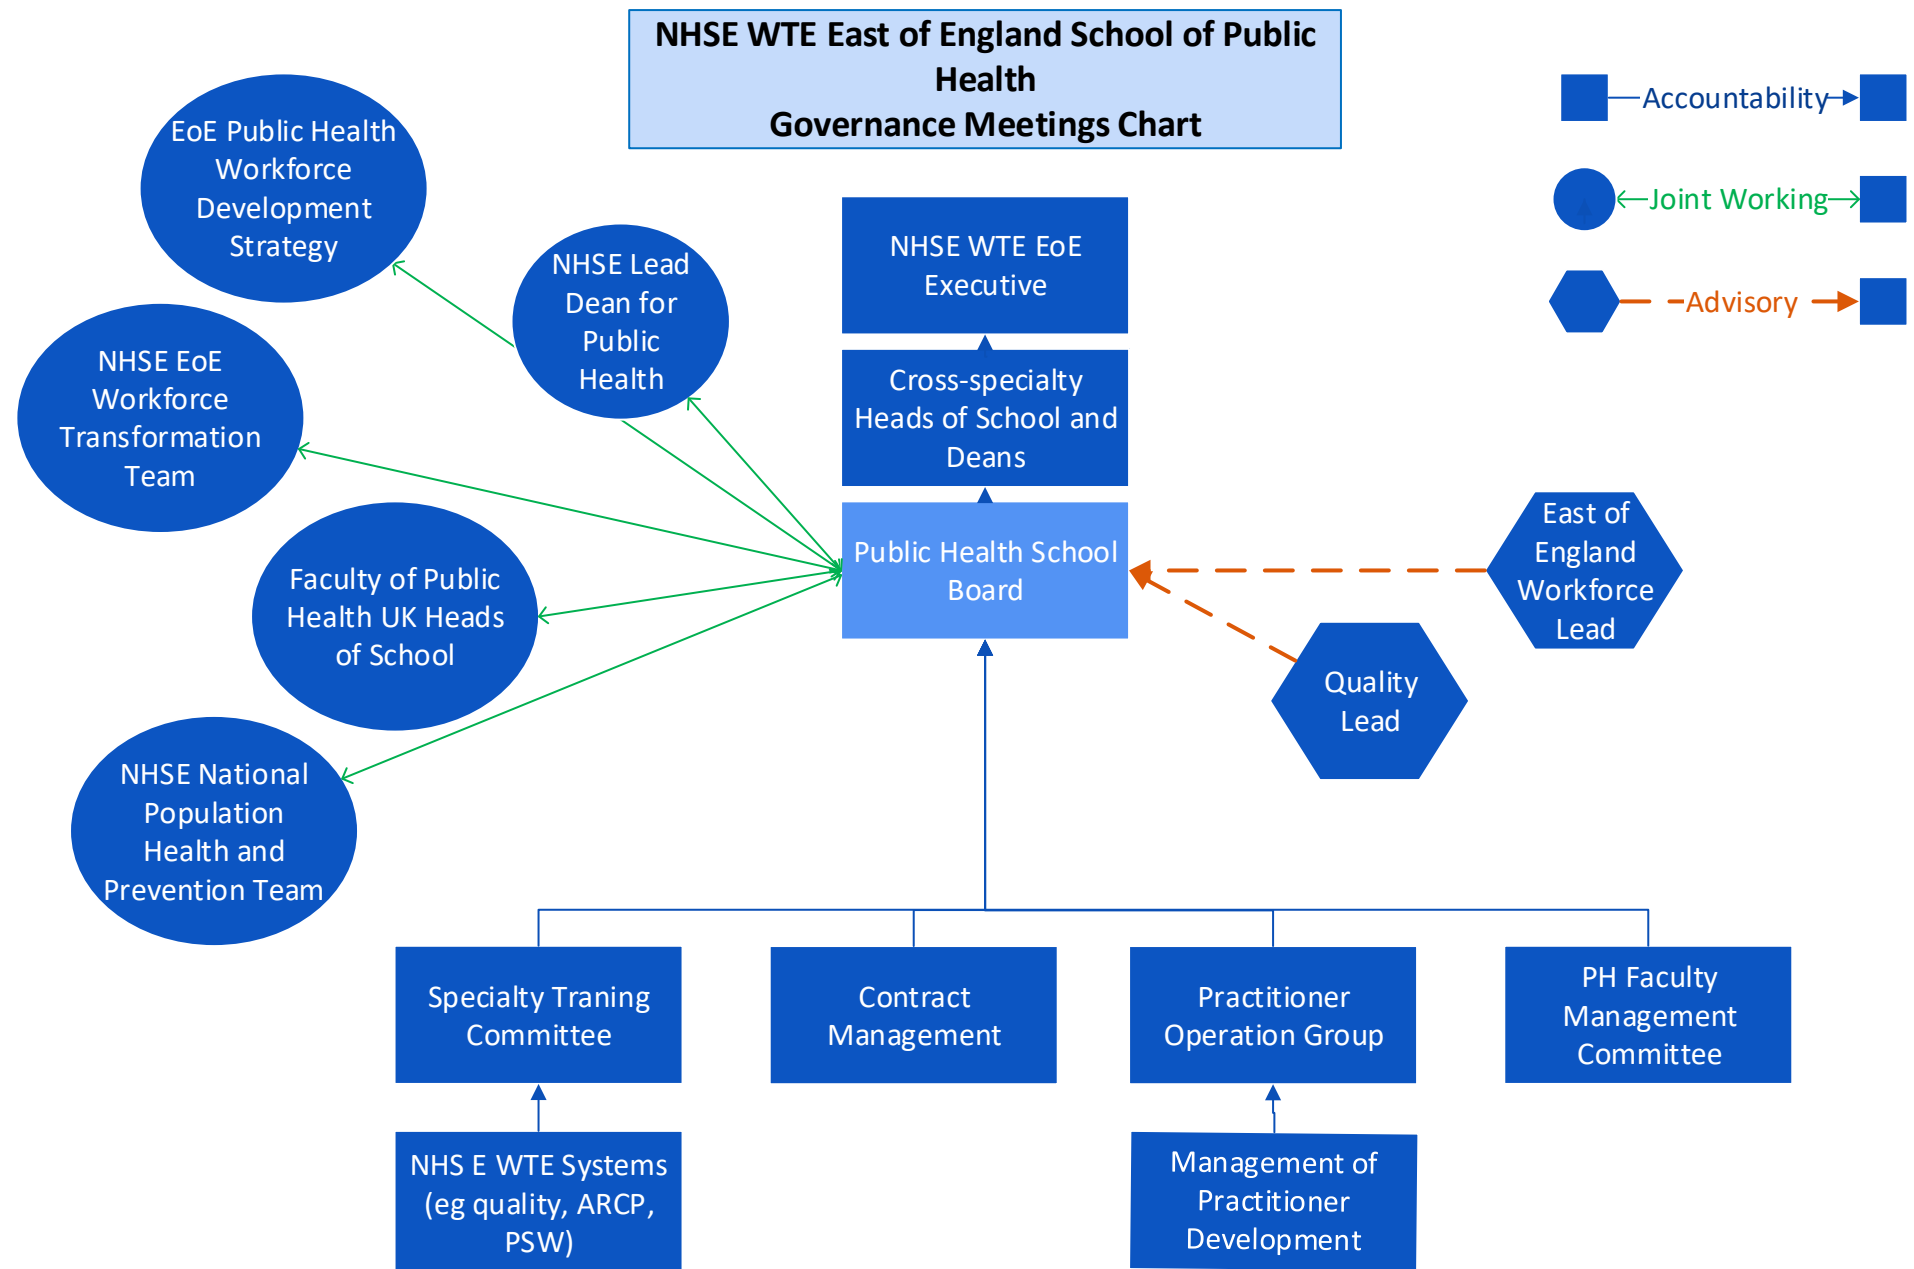 NHSE WTE East of England School of Public
Health
Governance Meetings Chart
Accountability
Joint Working
Advisory
EoE Public Health
Workforce
Development
Strategy
NHSE Lead
Dean for
Public
Health
NHSE WTE EoE
Executive
NHSE EoE
Workforce
Transformation
Team
Cross-specialty
Heads of School and
Deans
Faculty of Public
Health UK Heads
of School
Public Health School
Board
East of
England
Workforce
Lead
Quality
Lead
NHSE National
Population
Health and
Prevention Team
Specialty Traning
Committee
Contract
Management
Practitioner
Operation Group
PH Faculty
Management
Committee
NHS E WTE Systems
(eg quality, ARCP,
PSW)
Management of
Practitioner
Development